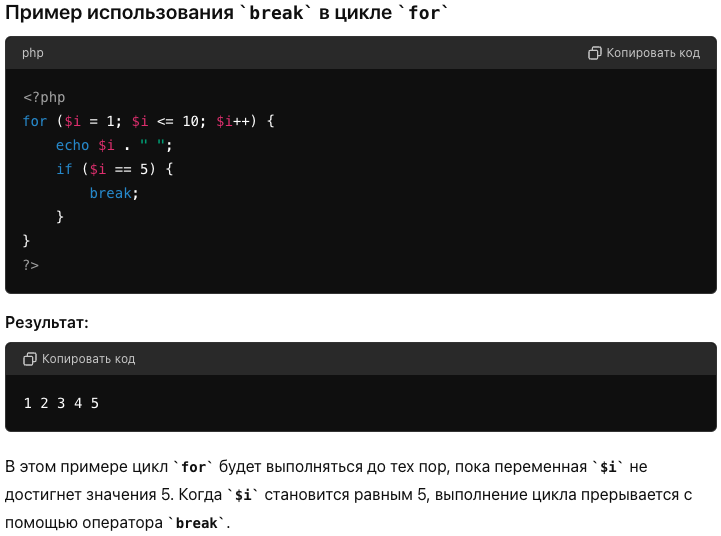 Пример использования `break` в цикле `for`
php
Копировать код
<?php
for ($i = 1; $i <= 10; $i++) {
    echo $i . " ";
    if ($i == 5) {
        break;
    }
}
?>
Результат:
Копировать код
1 2 3 4 5
В этом примере цикл `for` будет выполняться до тех пор, пока переменная `$i` не
достигнет значения 5. Когда `$i` становится равным 5, выполнение цикла прерывается с
помощью оператора `break`.